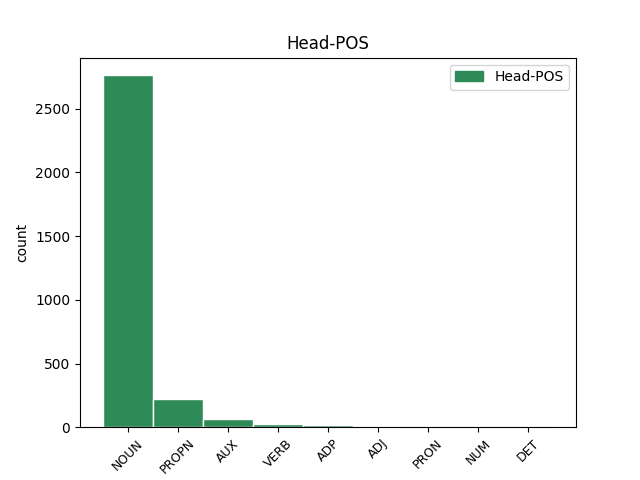 Head-POS
Head-POS
count
2500
2000
1500
1000
500
0
NOUN
PROPN
AUX
VERB
ADP
ADJ
PRON
NUM
DET